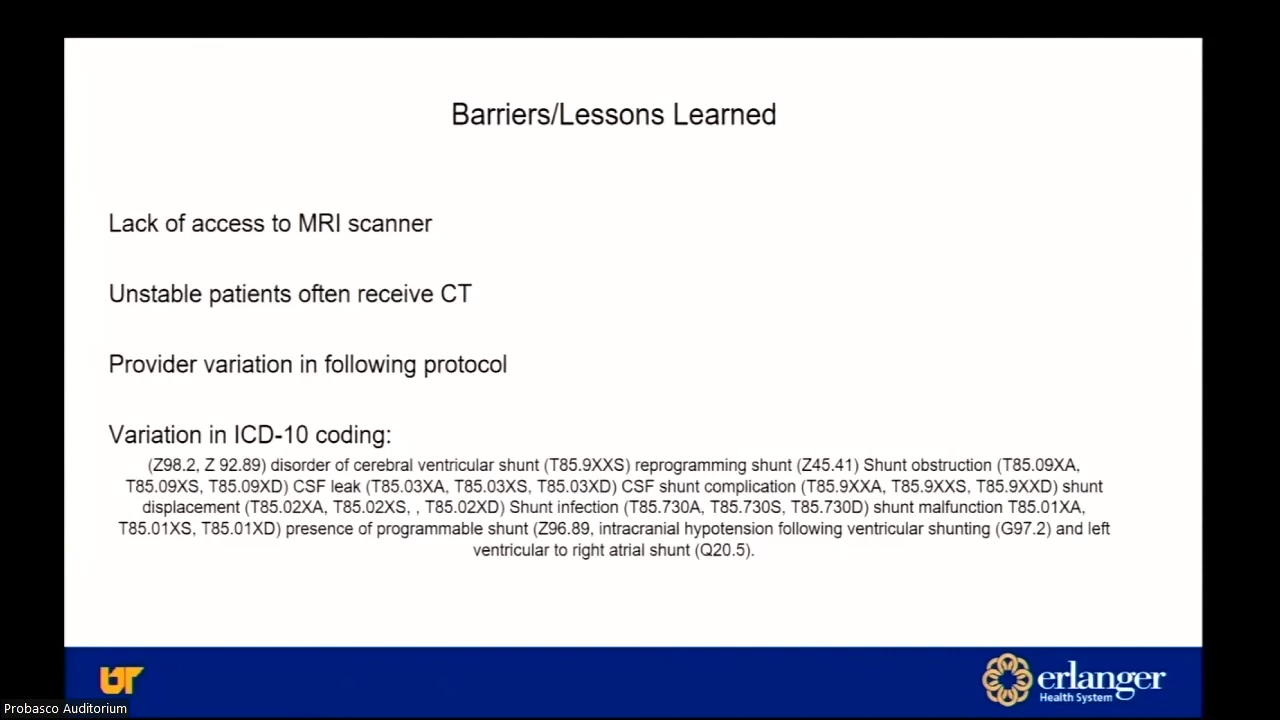 Barriers/Lessons Learned
Lack of access to MRI scanner
Unstable patients often receive CT
Provider variation in following protocol
Variation in ICD-10 coding:
(Z98.2, Z 92.89) disorder of cerebral ventricular shunt (T85.9XXS) reprogramming shunt (Z45.41) Shunt obstruction (T85.09XA,
T85.09XS, T85.09XD) CSF leak (T85.03XA, T85.03XS, T85.03XD) CSF shunt complication (T85.9XXA, T85.9XXS, T85.9XXD) shunt
displacement (T85.02XA, T85.02XS, , T85.02XD) Shunt infection (T85.730A, T85.730S, T85.730D) shunt malfunction T85.01XA,
T85.01XS, T85.01XD) presence of programmable shunt (Z96.89, intracranial hypotension following ventricular shunting (G97.2) and left
ventricular to right atrial shunt (Q20.5).
UT
erlanger
Health System
Probasco Auditorium